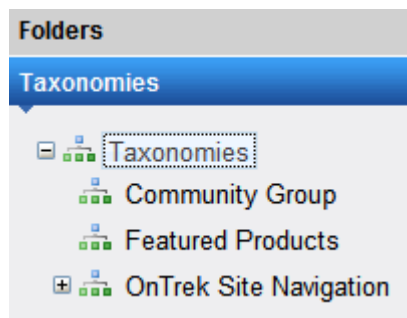 Folders
Taxonomies
Taxonomies
Community Group
Featured Products
OnTrek Site Navigation